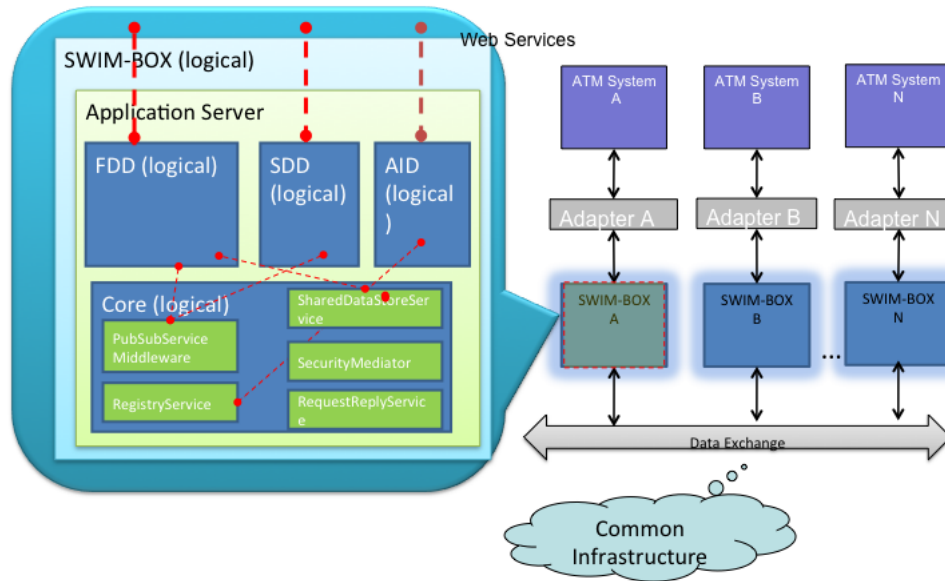 Web Services
SWIM-BOX (logical)
Application Server
FDD (logical)
SDD
(logical)
AID
(logical
)
Core (logical)
SharedDataStoreSer
vice
PubSubService
Middleware
SecurityMediator
RegistryService
RequestReplyServic
e
ATM System
A
ATM System
B
ATM System
N
Adapter A
Adapter B
Adapter N
SWIM-BOX
A
SWIM-BOX
B
SWIM-BOX
N
...
Data Exchange
Common
Infrastructure